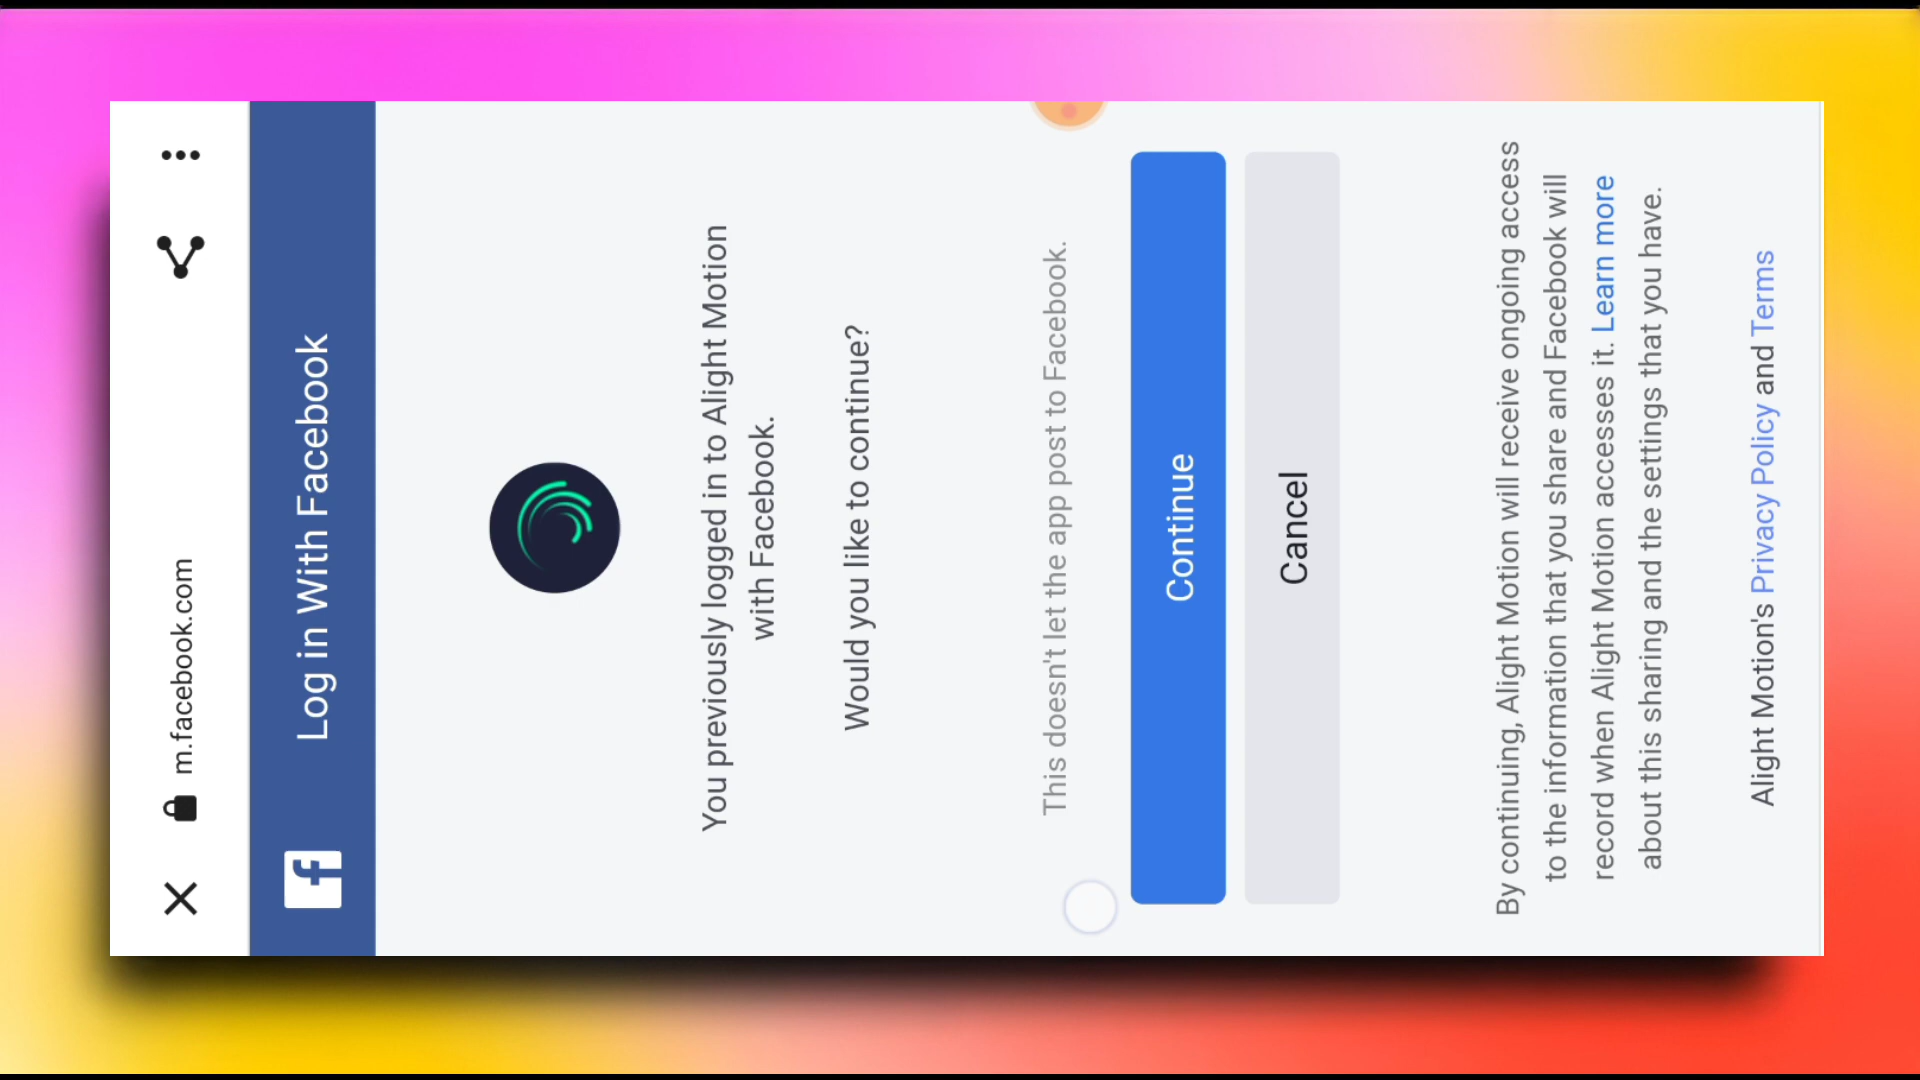 m.facebook.com
Log in With Facebook
You previously logged in to Alight Motion
with Facebook.
Would you like to continue?
This doesn't let the app post to Facebook.
Continue
Cancel
By continuing, Alight Motion will receive ongoing access
to the information that you share and Facebook will
record when Alight Motion accesses it. Learn more
about this sharing and the settings that you have.
Alight Motion's Privacy Policy and Terms